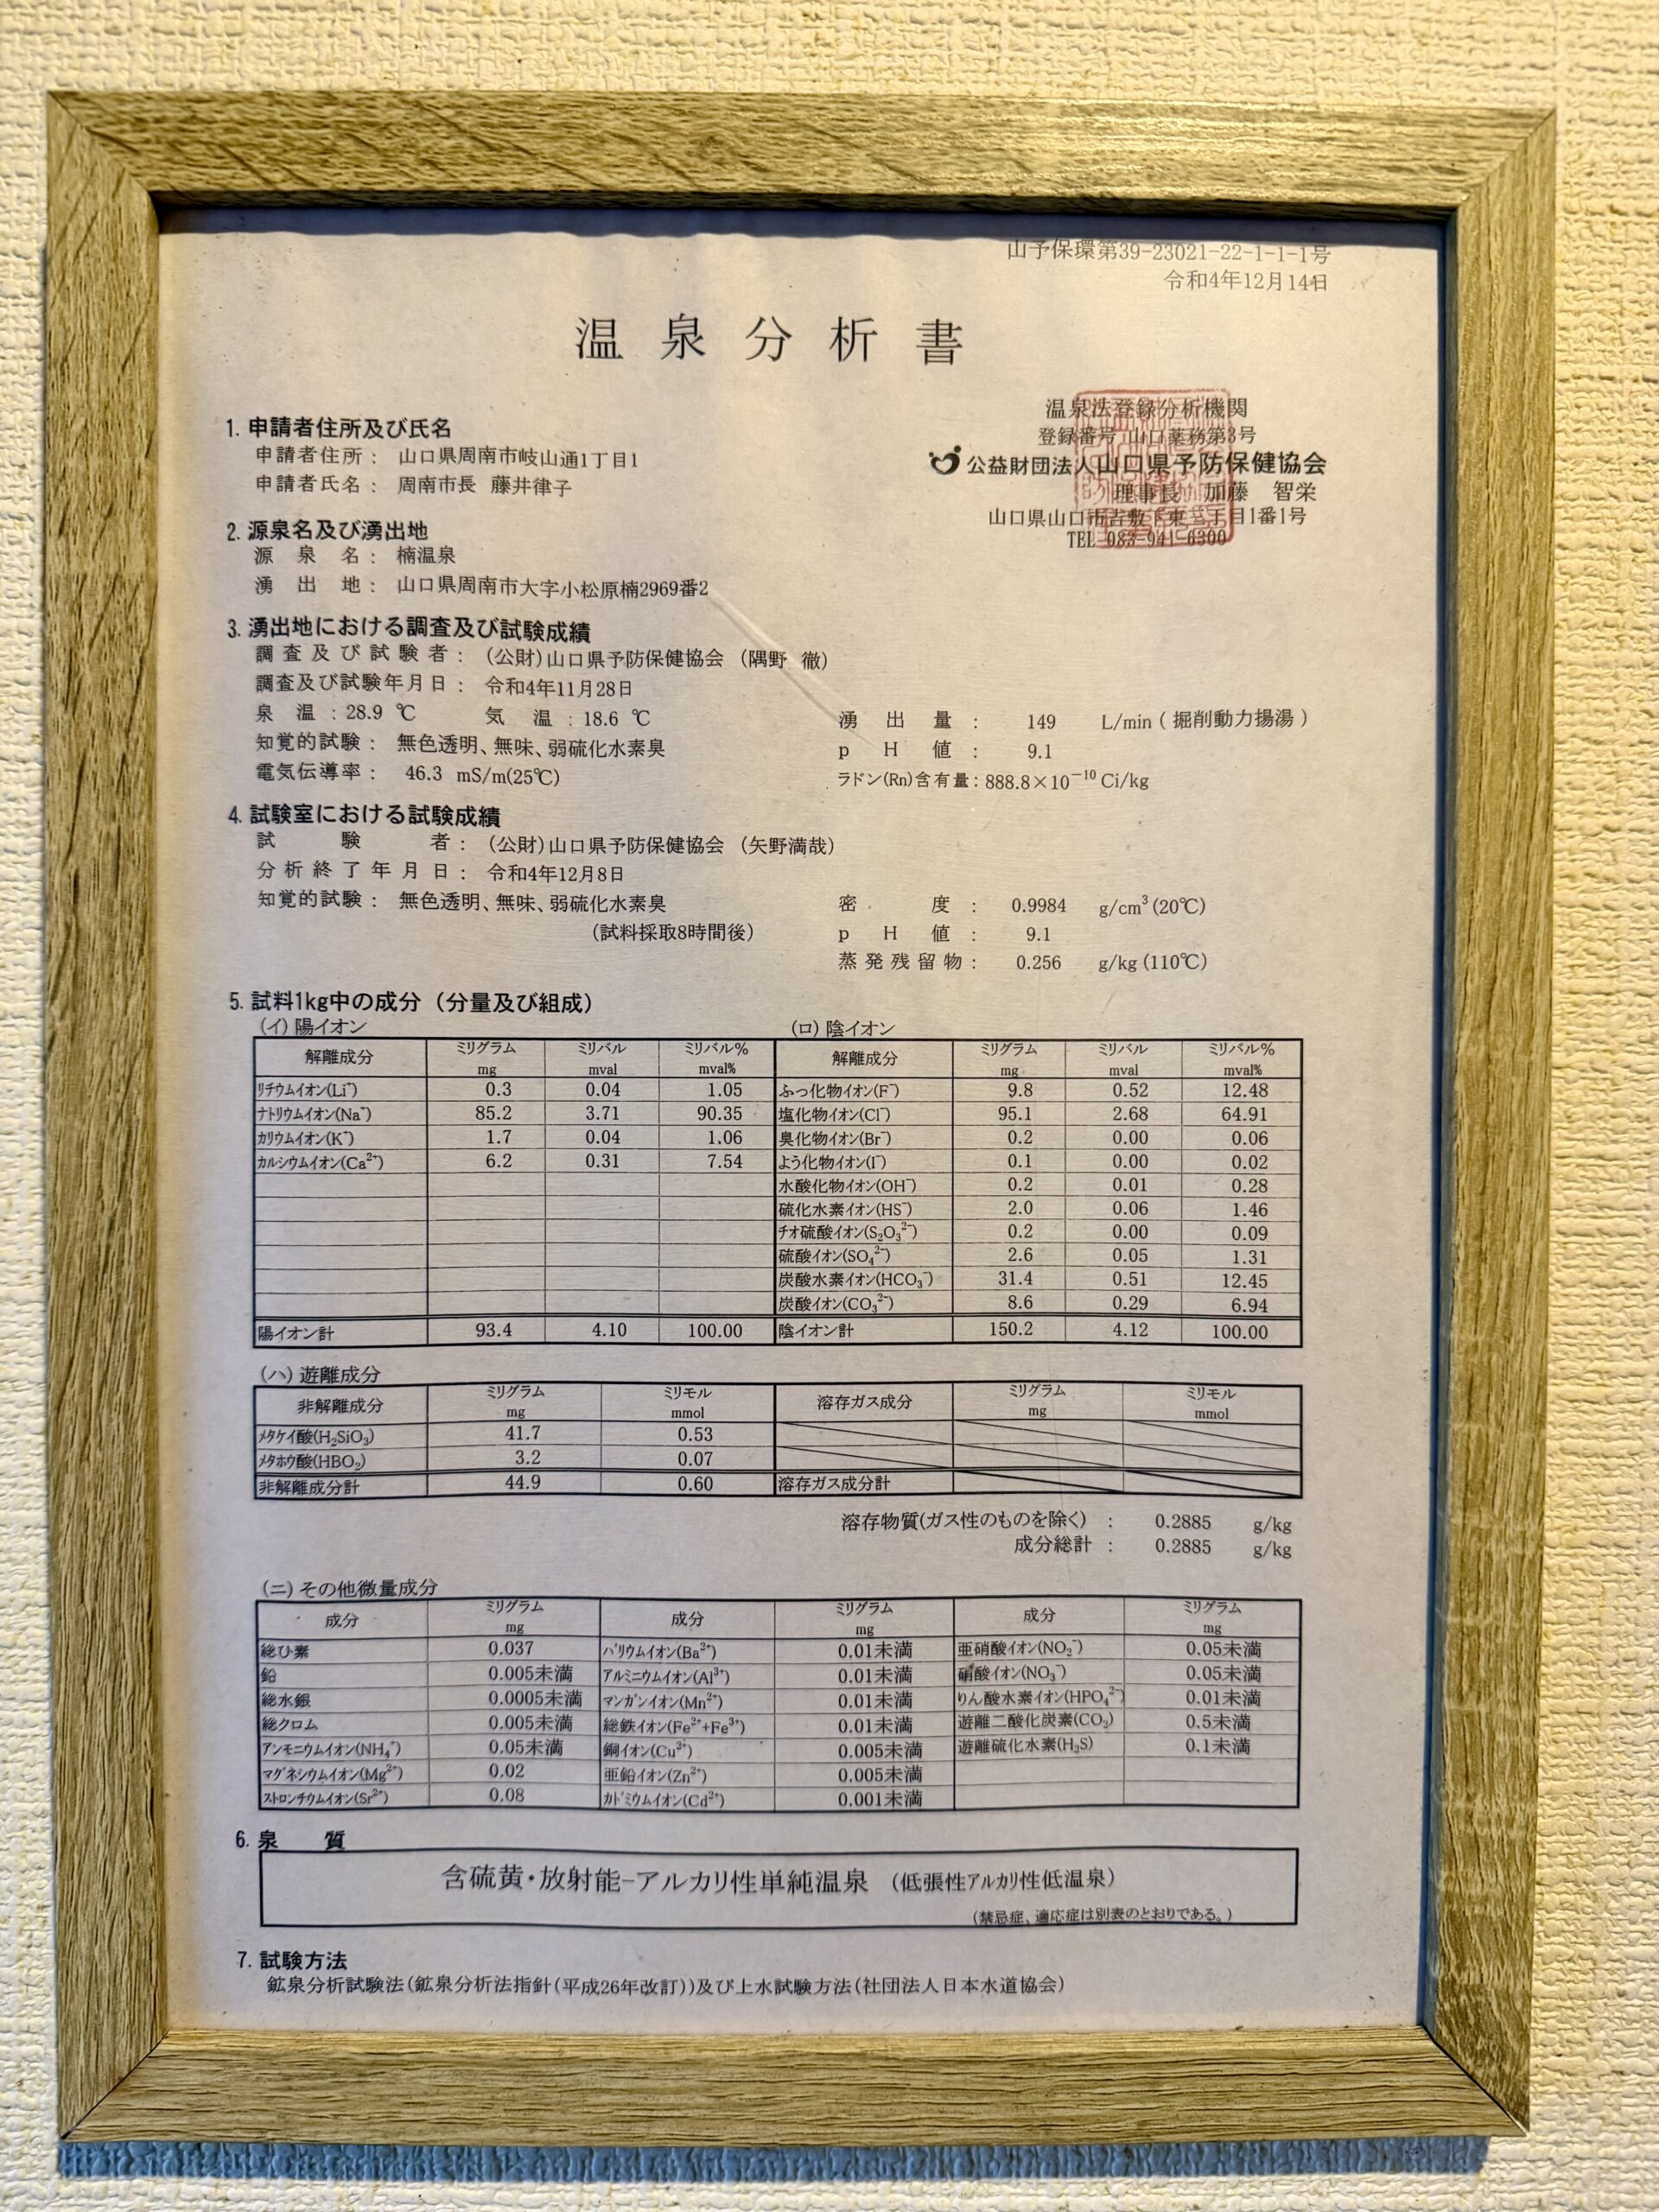 山予保環第39-23021-22-1-1-1号
令和4年12月14日
温泉分析書
温泉法登録分析機関
登録番号 山口薬務第3号
公益財団法人山口県予防保健協会
理事長 加藤 智栄
山口県山口市吉敷下東三丁目1番1号
TEL 083-941-6300
1. 申請者住所及び氏名
申請者住所: 山口県周南市岐山通1丁目1
申請者氏名: 周南市長 藤井律子
2. 源泉名及び湧出地
源泉名: 楠温泉
湧出地: 山口県周南市大字小松原楠2969番2
3. 湧出地における調査及び試験成績
調査及び試験者: (公財)山口県予防保健協会 (隅野 徹)
調査及び試験年月日: 令和4年11月28日
泉温:28.9 ℃ 気温:18.6 ℃ 湧出量: 149 L/min (掘削動力揚湯)
知覚的試験: 無色透明、無味、弱硫化水素臭 pH値: 9.1
電気伝導率: 46.3 mS/m(25℃) ラドン(Rn)含有量:888.8×10⁻¹⁰ Ci/kg
4. 試験室における試験成績
試験者: (公財)山口県予防保健協会 (矢野満哉)
分析終了年月日: 令和4年12月8日
知覚的試験: 無色透明、無味、弱硫化水素臭 密度: 0.9984 g/cm³(20℃)
(試料採取8時間後) pH値: 9.1
蒸発残留物: 0.256 g/kg(110℃)
5. 試料1kg中の成分 (分量及び組成)
(イ)陽イオン (ロ)陰イオン
解離成分 ミリグラム mg ミリバル mval ミリバル% mval% 解離成分 ミリグラム mg ミリバル mval ミリバル% mval%
リチウムイオン(Li⁺) 0.3 0.04 1.05 ふっ化物イオン(F⁻) 9.8 0.52 12.48
ナトリウムイオン(Na⁺) 85.2 3.71 90.35 塩化物イオン(Cl⁻) 95.1 2.68 64.91
カリウムイオン(K⁺) 1.7 0.04 1.06 臭化物イオン(Br⁻) 0.2 0.00 0.06
カルシウムイオン(Ca²⁺) 6.2 0.31 7.54 よう化物イオン(I⁻) 0.1 0.00 0.02
水酸化物イオン(OH⁻) 0.2 0.01 0.28
硫化水素イオン(HS⁻) 2.0 0.06 1.46
チオ硫酸イオン(S₂O₃²⁻) 0.2 0.00 0.09
硫酸イオン(SO₄²⁻) 2.6 0.05 1.31
炭酸水素イオン(HCO₃⁻) 31.4 0.51 12.45
炭酸イオン(CO₃²⁻) 8.6 0.29 6.94
陽イオン計 93.4 4.10 100.00 陰イオン計 150.2 4.12 100.00
(ハ)遊離成分
非解離成分 ミリグラム mg ミリモル mmol 溶存ガス成分 ミリグラム mg ミリモル mmol
メタケイ酸(H₂SiO₃) 41.7 0.53
メタホウ酸(HBO₂) 3.2 0.07
非解離成分計 44.9 0.60 溶存ガス成分計
溶存物質(ガス性のものを除く): 0.2885 g/kg
成分総計: 0.2885 g/kg
(ニ)その他微量成分
成分 ミリグラム mg 成分 ミリグラム mg 成分 ミリグラム mg
総ひ素 0.037 バリウムイオン(Ba²⁺) 0.01未満 亜硝酸イオン(NO₂⁻) 0.05未満
鉛 0.005未満 アルミニウムイオン(Al³⁺) 0.01未満 硝酸イオン(NO₃⁻) 0.05未満
総水銀 0.0005未満 マンガンイオン(Mn²⁺) 0.01未満 りん酸水素イオン(HPO₄²⁻) 0.01未満
総クロム 0.005未満 総鉄イオン(Fe²⁺+Fe³⁺) 0.01未満 遊離二酸化炭素(CO₂) 0.5未満
アンモニウムイオン(NH₄⁺) 0.05未満 銅イオン(Cu²⁺) 0.005未満 遊離硫化水素(H₂S) 0.1未満
マグネシウムイオン(Mg²⁺) 0.02 亜鉛イオン(Zn²⁺) 0.005未満
ストロンチウムイオン(Sr²⁺) 0.08 カドミウムイオン(Cd²⁺) 0.001未満
6. 泉質
含硫黄・放射能-アルカリ性単純温泉 (低張性アルカリ性低温泉)
(禁忌症、適応症は別表のとおりである。)
7. 試験方法
鉱泉分析試験法(鉱泉分析法指針(平成26年改訂))及び上水試験方法(社団法人日本水道協会)